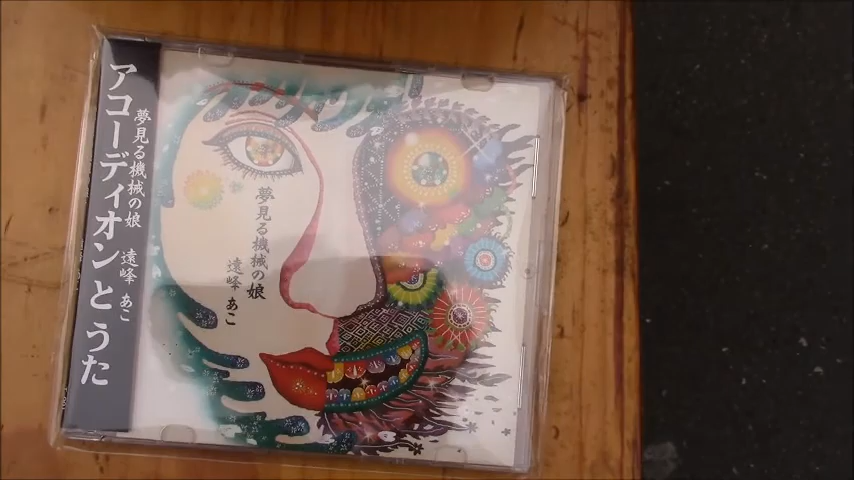 夢見る機械の娘 遠峰 あこ
アコーディオン と うた
夢見る機械の娘
遠峰 あこ